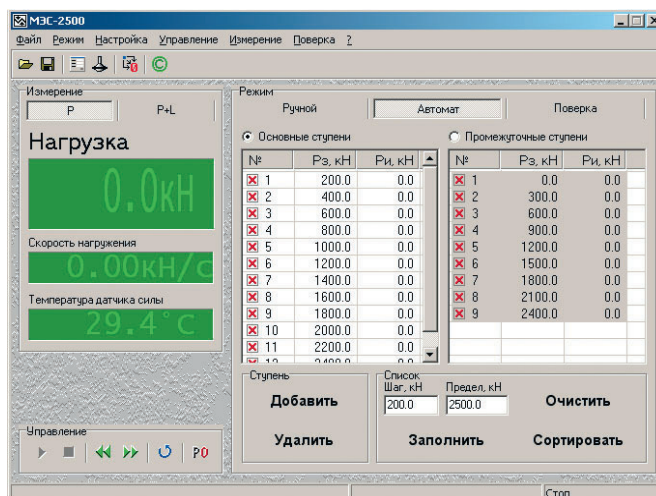 МЭС-2500
Файл Режим Настройка Управление Измерение Поверка ?
Измерение
P P+L
Нагрузка
0.0кН
Скорость нагружения
0.00кН/с
Температура датчика силы
29.4°С
Управление
P0
Режим
Ручной Автомат Поверка
Основные ступени
№ Рз, кН Ри, кН
1 200.0 0.0
2 400.0 0.0
3 600.0 0.0
4 800.0 0.0
5 1000.0 0.0
6 1200.0 0.0
7 1400.0 0.0
8 1600.0 0.0
9 1800.0 0.0
10 2000.0 0.0
11 2200.0 0.0
12 2400.0 0.0
Промежуточные ступени
№ Рз, кН Ри, кН
1 0.0 0.0
2 300.0 0.0
3 600.0 0.0
4 900.0 0.0
5 1200.0 0.0
6 1500.0 0.0
7 1800.0 0.0
8 2100.0 0.0
9 2400.0 0.0
Ступень
Добавить
Удалить
Список
Шаг, кН Предел, кН
200.0 2500.0 Очистить
Заполнить Сортировать
Стоп